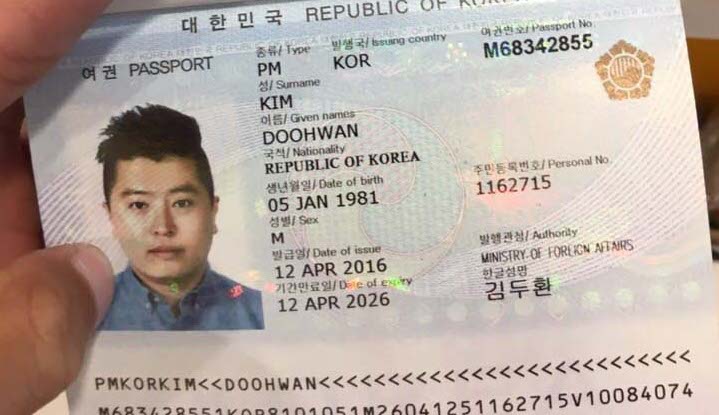 대한민국 REPUBLIC OF
여권 PASSPORT
종류/ Type 발행국/ Issuing country 여권번호/ Passport No.
PM KOR M68342855
성/ Surname
KIM
이름/ Given names
DOOHWAN
국적/ Nationality
REPUBLIC OF KOREA
생년월일/ Date of birth 주민등록번호/ Personal No.
05 JAN 1981 1162715
성별/ Sex
M
발급일/ Date of issue 발행관청/ Authority
12 APR 2016 MINISTRY OF FOREIGN AFFAIRS
기간만료일/ Date of expiry 한글성명
12 APR 2026 김두환
PMKORKIM<<DOOHWAN<<<<<<<<<<<<<<<<<<<<<<<<<<<
M683428551KOR8101051M26041251162715V10084074